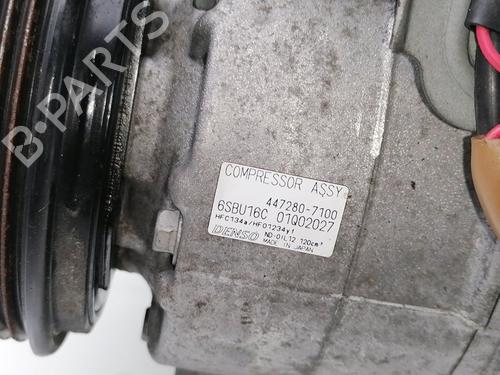 B-PARTS
COMPRESSOR ASSY
447280-7100
6SBU16C 01Q02027
HFC134a/HFO1234yf
DENSO ND-OIL12 120cm³
MADE IN JAPAN